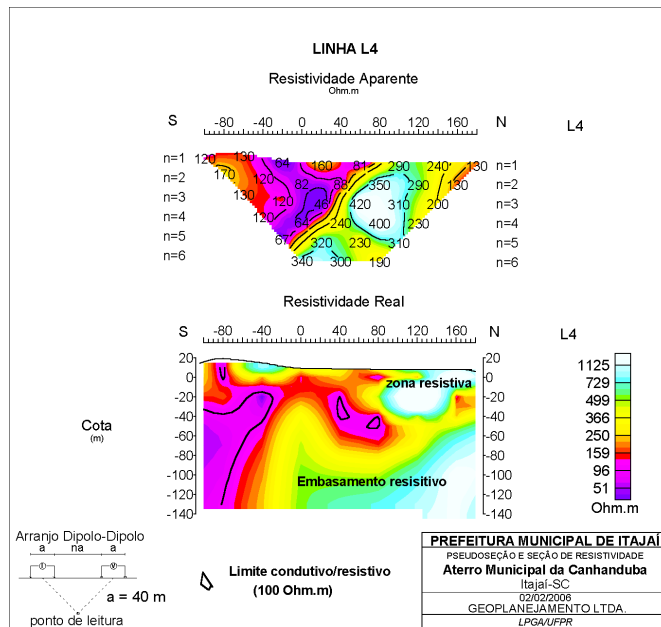 LINHA L4
Resistividade Aparente
Ohm.m
S -80 -40 0 40 80 120 160 N L4
n=1 120 130 64 160 81 290 240 130 n=1
n=2 170 120 82 88 350 290 130 n=2
n=3 130 120 46 420 310 200 n=3
n=4 120 64 240 400 230 n=4
n=5 67 320 230 310 n=5
n=6 340 300 190 n=6
Resistividade Real
S -80 -40 0 40 80 120 160 N L4
20 20
0 zona resistiva 0
-20 -20
-40 -40
-60 -60
-80 -80
-100 Embasamento resisitivo -100
-120 -120
-140 -140
Cota
(m)
1125
729
499
366
250
159
96
51
Ohm.m
Arranjo Dipolo-Dipolo
a na a
I V
a = 40 m
ponto de leitura
Limite condutivo/resistivo
(100 Ohm.m)
PREFEITURA MUNICIPAL DE ITAJAÍ
PSEUDOSEÇÃO E SEÇÃO DE RESISTIVIDADE
Aterro Municipal da Canhanduba
Itajaí-SC
02/02/2006
GEOPLANEJAMENTO LTDA.
LPGA/UFPR